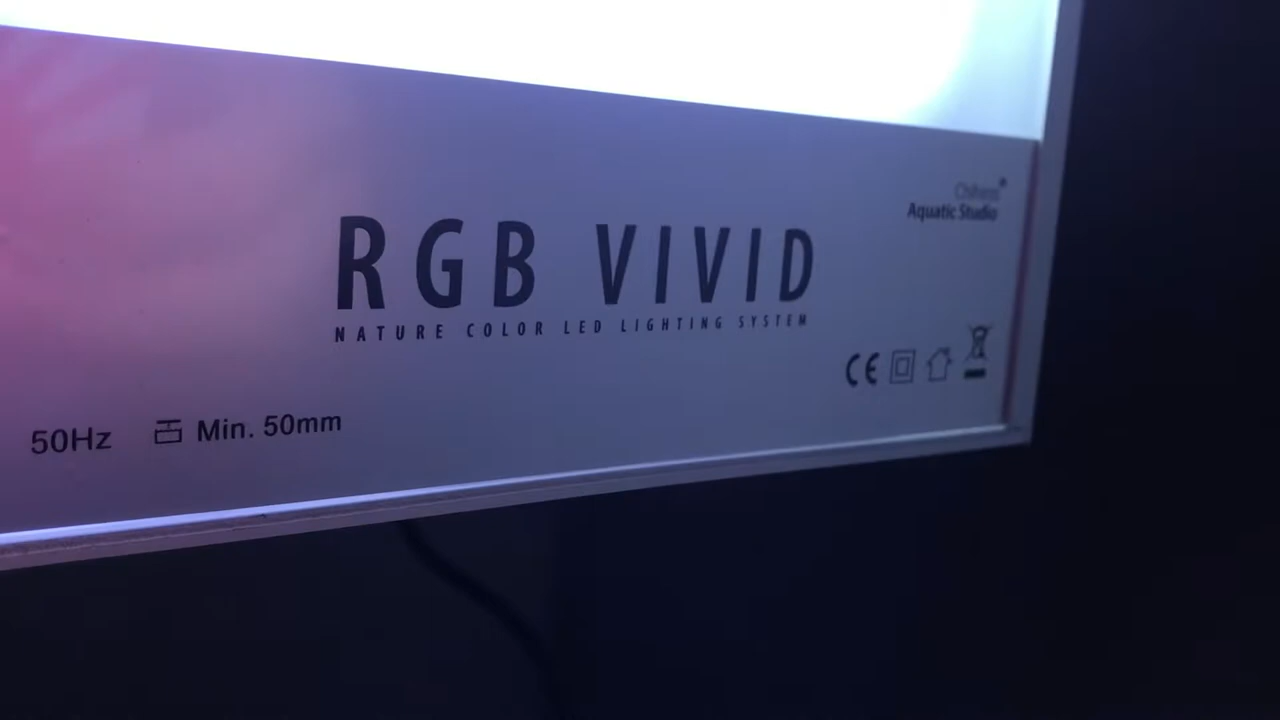 Chihiros
Aquatic Studio
RGB VIVID
NATURE COLOR LED LIGHTING SYSTEM
CE
50Hz Min. 50mm